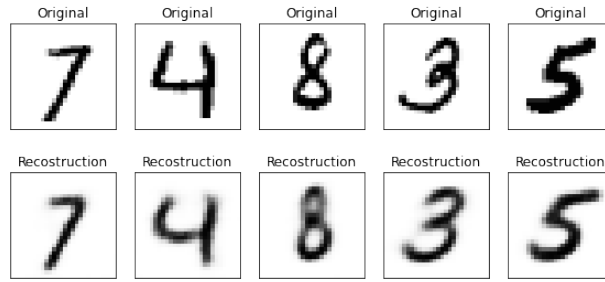 Original Original Original Original Original
7 4 8 3 5
Recostruction Recostruction Recostruction Recostruction Recostruction
7 4 8 3 5